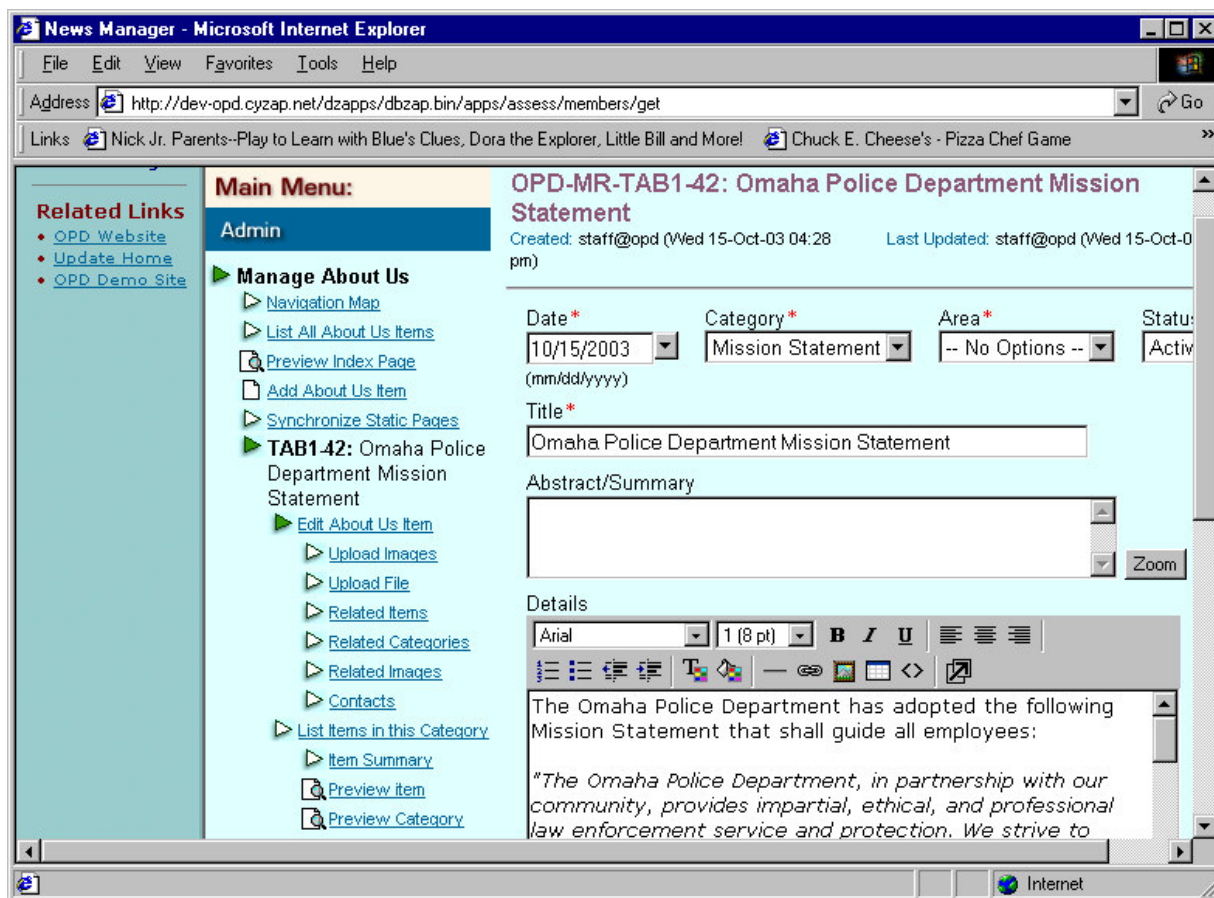 News Manager - Microsoft Internet Explorer
File Edit View Favorites Tools Help
Address http://dev-opd.cyzap.net/dzapps/dbzap.bin/apps/assess/members/get Go
Links Nick Jr. Parents--Play to Learn with Blue's Clues, Dora the Explorer, Little Bill and More! Chuck E. Cheese's - Pizza Chef Game »
Related Links
• OPD Website
• Update Home
• OPD Demo Site
Main Menu:
Admin
Manage About Us
Navigation Map
List All About Us Items
Preview Index Page
Add About Us Item
Synchronize Static Pages
TAB1-42: Omaha Police
Department Mission
Statement
Edit About Us Item
Upload Images
Upload File
Related Items
Related Categories
Related Images
Contacts
List Items in this Category
Item Summary
Preview item
Preview Category
OPD-MR-TAB1-42: Omaha Police Department Mission
Statement
Created: staff@opd (Wed 15-Oct-03 04:28 Last Updated: staff@opd (Wed 15-Oct-0
pm)
Date* Category* Area* Statu
10/15/2003 Mission Statement -- No Options -- Activ
(mm/dd/yyyy)
Title*
Omaha Police Department Mission Statement
Abstract/Summary
Zoom
Details
Arial 1 (8 pt) B I U
The Omaha Police Department has adopted the following
Mission Statement that shall guide all employees:
"The Omaha Police Department, in partnership with our
community, provides impartial, ethical, and professional
law enforcement service and protection. We strive to
Internet